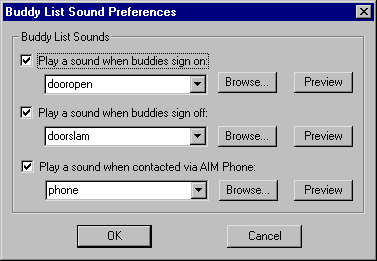 Buddy List Sound Preferences
Buddy List Sounds
Play a sound when buddies sign on:
dooropen Browse... Preview
Play a sound when buddies sign off:
doorslam Browse... Preview
Play a sound when contacted via AIM Phone:
phone Browse... Preview
OK Cancel